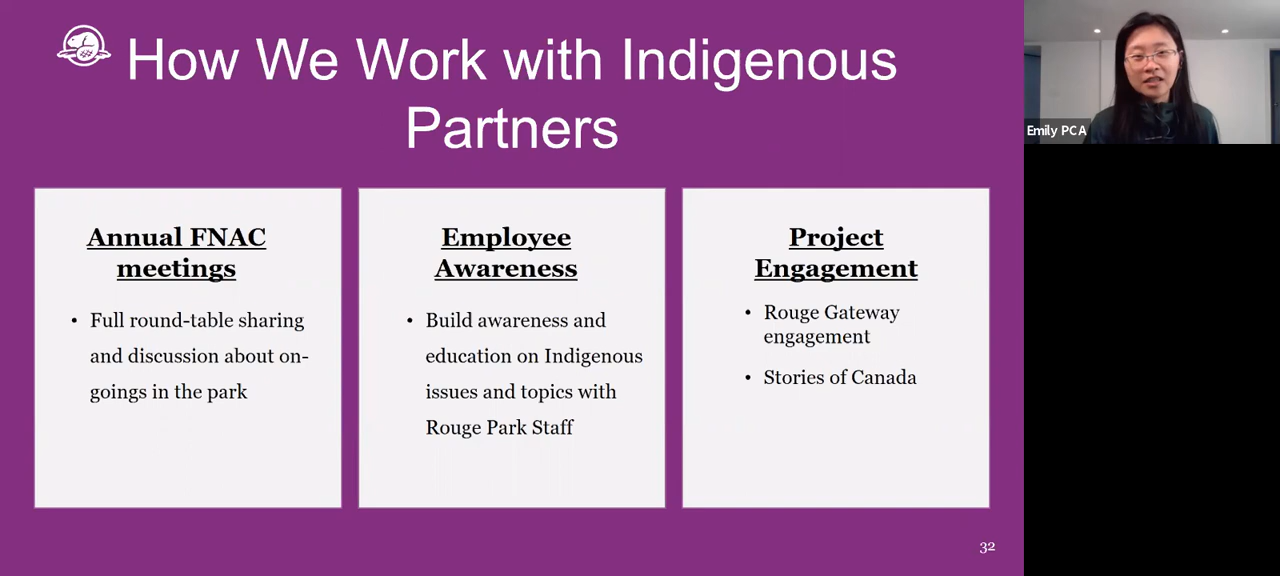 How We Work with Indigenous
Partners
Emily PCA
Annual FNAC
meetings
• Full round-table sharing
and discussion about on-
goings in the park
Employee
Awareness
• Build awareness and
education on Indigenous
issues and topics with
Rouge Park Staff
Project
Engagement
• Rouge Gateway
engagement
• Stories of Canada
32